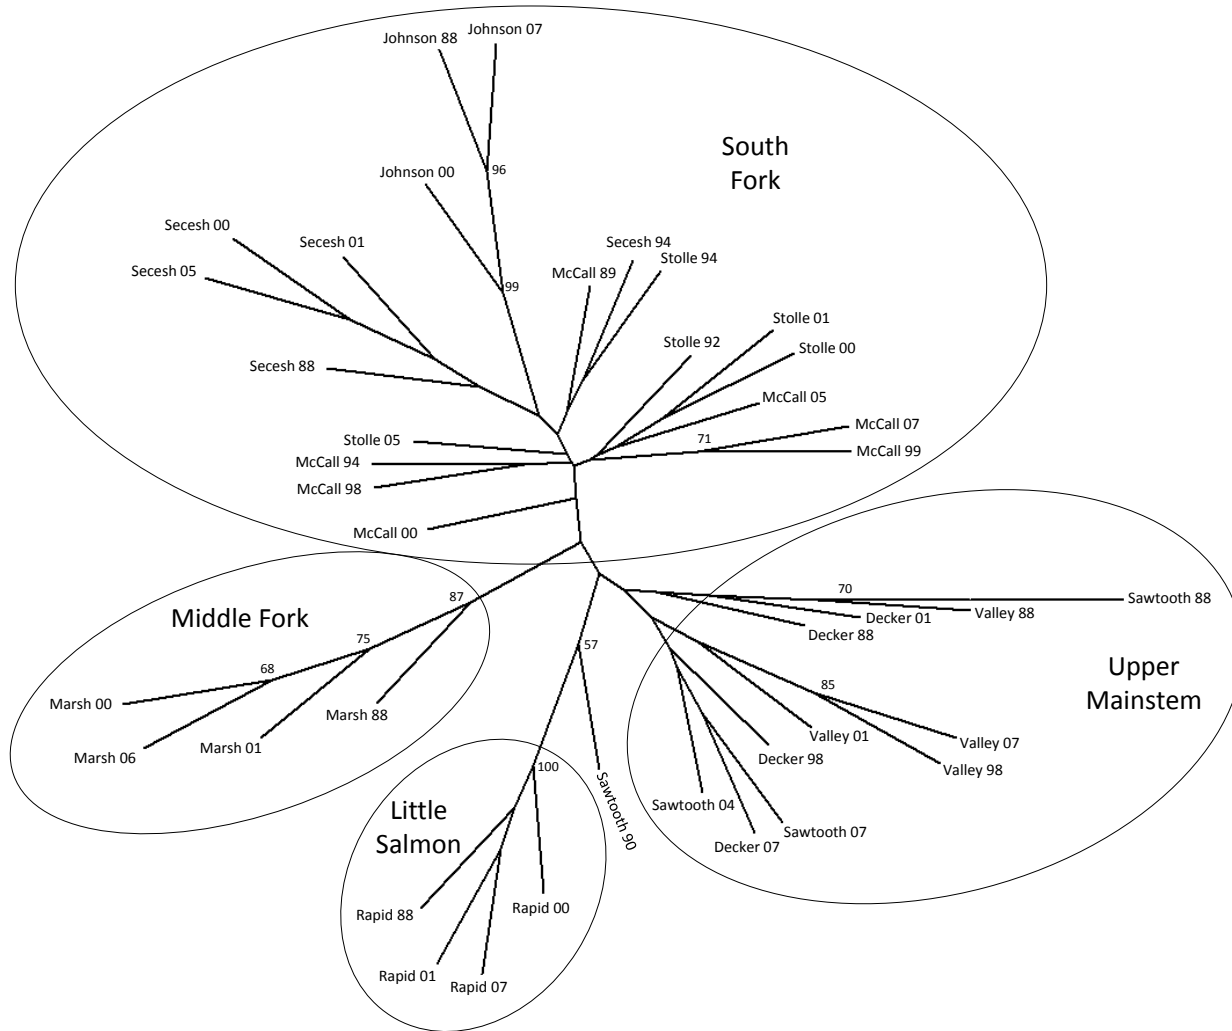 Johnson 88
Johnson 07
South
Fork
96
Johnson 00
Secesh 00
Secesh 01
Secesh 94
Stolle 94
Secesh 05
McCall 89
99
Stolle 01
Stolle 92
Stolle 00
Secesh 88
McCall 05
McCall 07
71
Stolle 05
McCall 99
McCall 94
McCall 98
McCall 00
70
87
Sawtooth 88
Middle Fork
Valley 88
Decker 01
Decker 88
75
57
68
Upper
Mainstem
85
Marsh 00
Marsh 88
Valley 01
Marsh 01
Valley 07
Marsh 06
Decker 98
Valley 98
100
Sawtooth 90
Sawtooth 04
Little
Salmon
Sawtooth 07
Decker 07
Rapid 88
Rapid 00
Rapid 01
Rapid 07